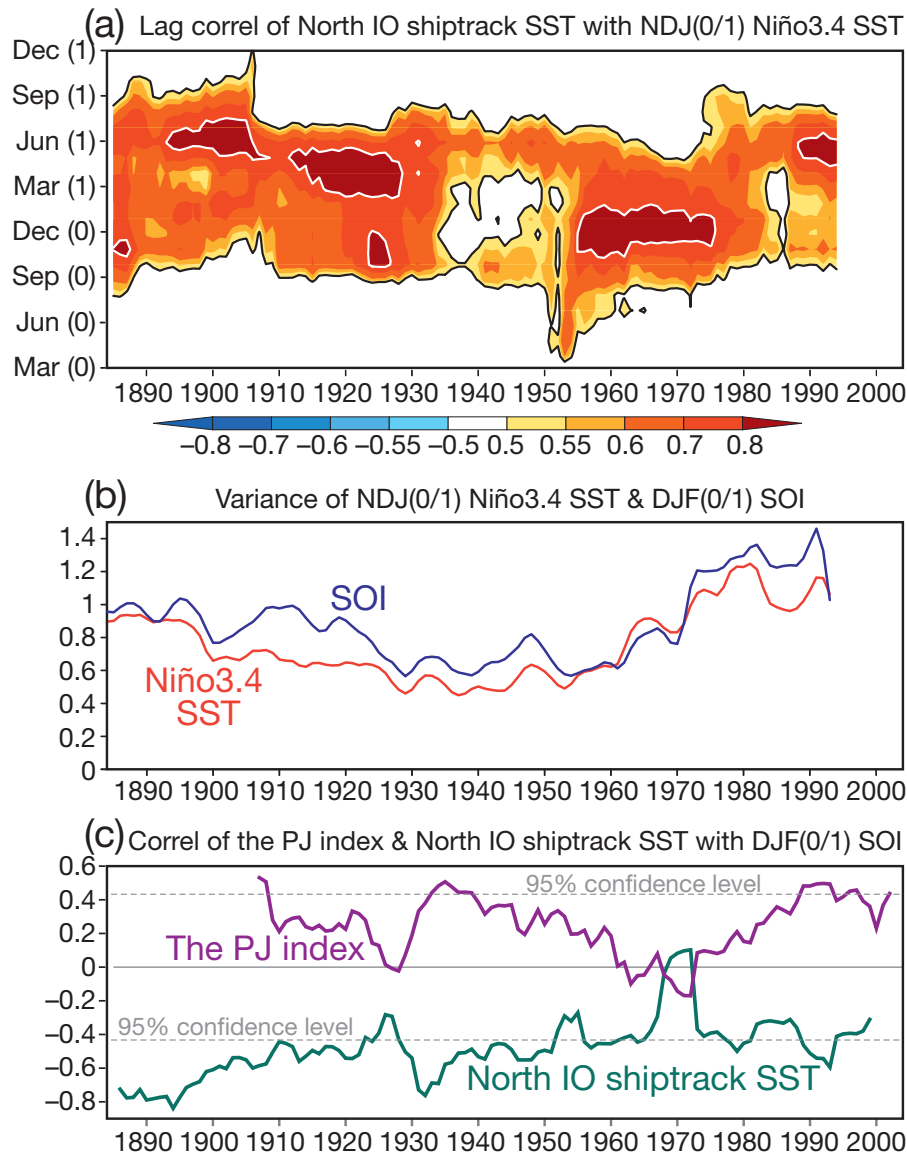 (a) Lag correl of North IO shiptrack SST with NDJ(0/1) Niño3.4 SST
Dec (1)
Sep (1)
Jun (1)
Mar (1)
Dec (0)
Sep (0)
Jun (0)
Mar (0)
1890 1900 1910 1920 1930 1940 1950 1960 1970 1980 1990 2000
−0.8 −0.7 −0.6 −0.55 −0.5 0.5 0.55 0.6 0.7 0.8
(b) Variance of NDJ(0/1) Niño3.4 SST & DJF(0/1) SOI
1.4
1.2
1
0.8
0.6
0.4
0.2
0
SOI
Niño3.4
SST
1890 1900 1910 1920 1930 1940 1950 1960 1970 1980 1990 2000
(c) Correl of the PJ index & North IO shiptrack SST with DJF(0/1) SOI
0.6
0.4
0.2
0
−0.2
−0.4
−0.6
−0.8
95% confidence level
The PJ index
95% confidence level
North IO shiptrack SST
1890 1900 1910 1920 1930 1940 1950 1960 1970 1980 1990 2000